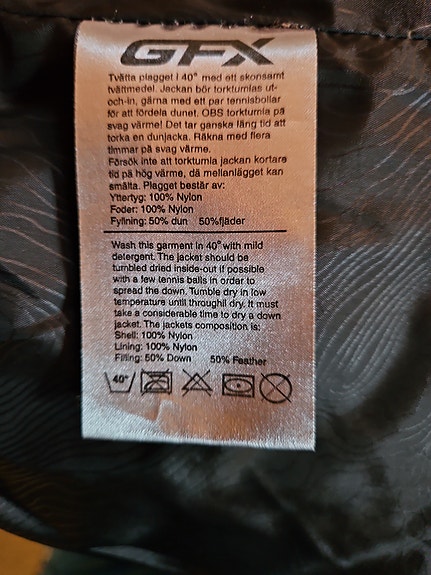 GFX
Tvätta plagget i 40° med ett skonsamt
tvättmedel. Jackan bör torktumlas ut-
och-in, gärna med ett par tennisbollar
för att fördela dunet. OBS torktumla på
svag värme! Det tar ganska lång tid att
torka en dunjacka. Räkna med flera
timmar på svag värme.
Försök inte att torktumla jackan kortare
tid på hög värme, då mellanlägget kan
smälta. Plagget består av:
Yttertyg: 100% Nylon
Foder: 100% Nylon
Fyllning: 50% dun 50%fjäder
Wash this garment in 40° with mild
detergent. The jacket should be
tumbled dried inside-out if possible
with a few tennis balls in order to
spread the down. Tumble dry in low
temperature until throughil dry. It must
take a considerable time to dry a down
jacket. The jackets composition is:
Shell: 100% Nylon
Lining: 100% Nylon
Filling: 50% Down 50% Feather
40°